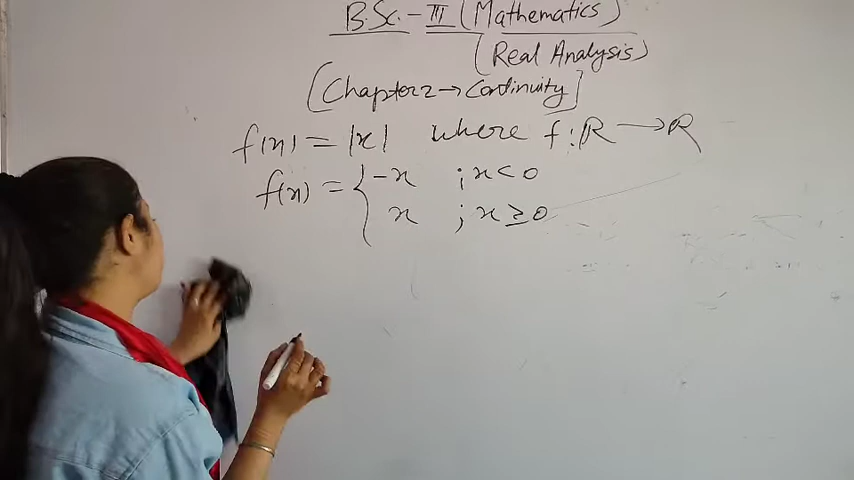 B.Sc. - III (Mathematics)
(Real Analysis)
(Chapter 2 → Continuity]
f(x) = |x| where f : ℝ → ℝ
f(x) = { -x ; x < 0
x ; x ≥ 0